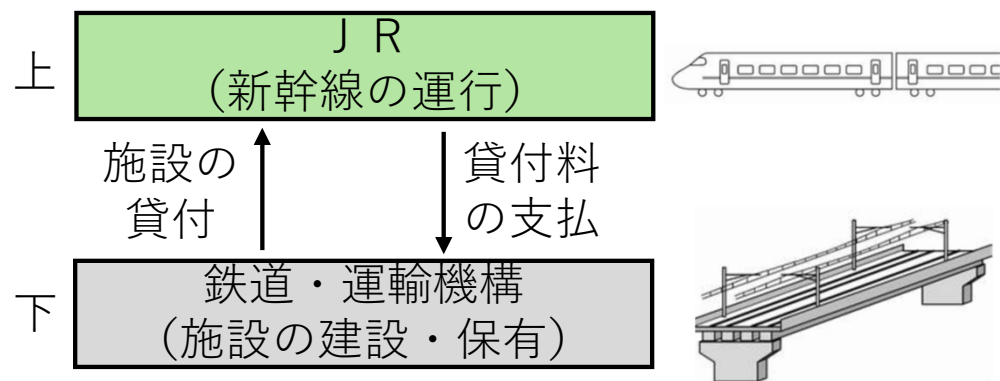 上
ＪＲ
（新幹線の運行）
施設の
貸付
貸付料
の支払
下
鉄道・運輸機構
（施設の建設・保有）